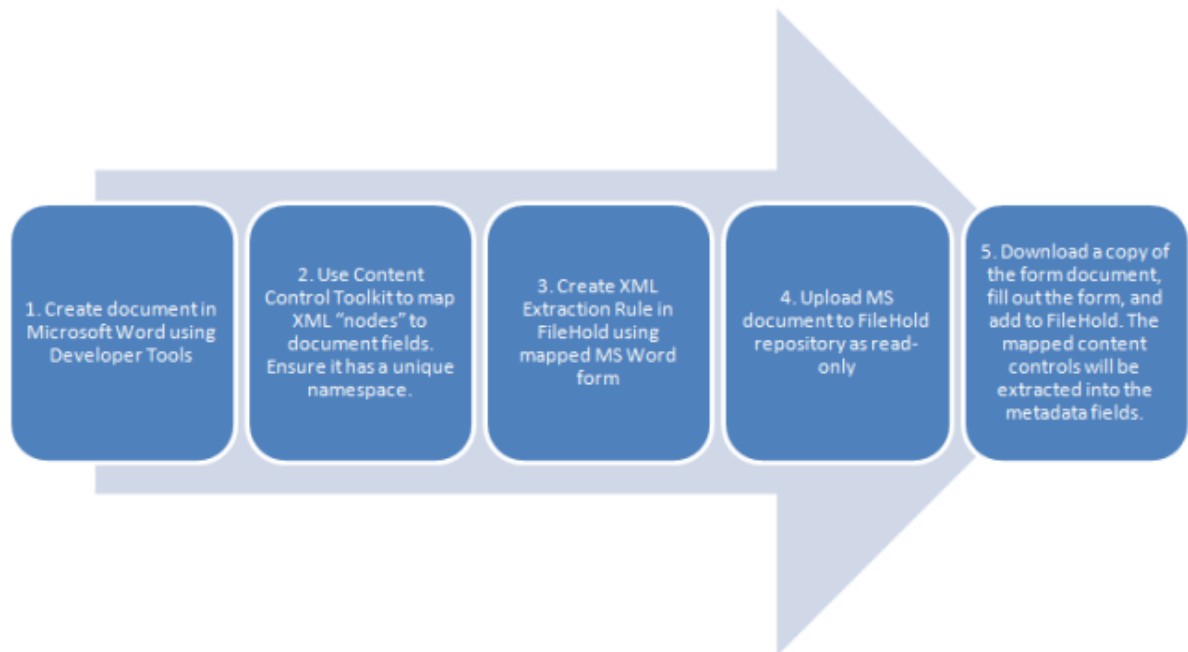 1. Create document in
Microsoft Word using
Developer Tools
2. Use Content
Control Toolkit to map
XML “nodes” to
document fields.
Ensure it has a unique
namespace.
3. Create XML
Extraction Rule in
FileHold using
mapped MS Word
form
4. Upload MS
document to FileHold
repository as read-
only
5. Download a copy of
the form document,
fill out the form, and
add to FileHold. The
mapped content
controls will be
extracted into the
metadata fields.